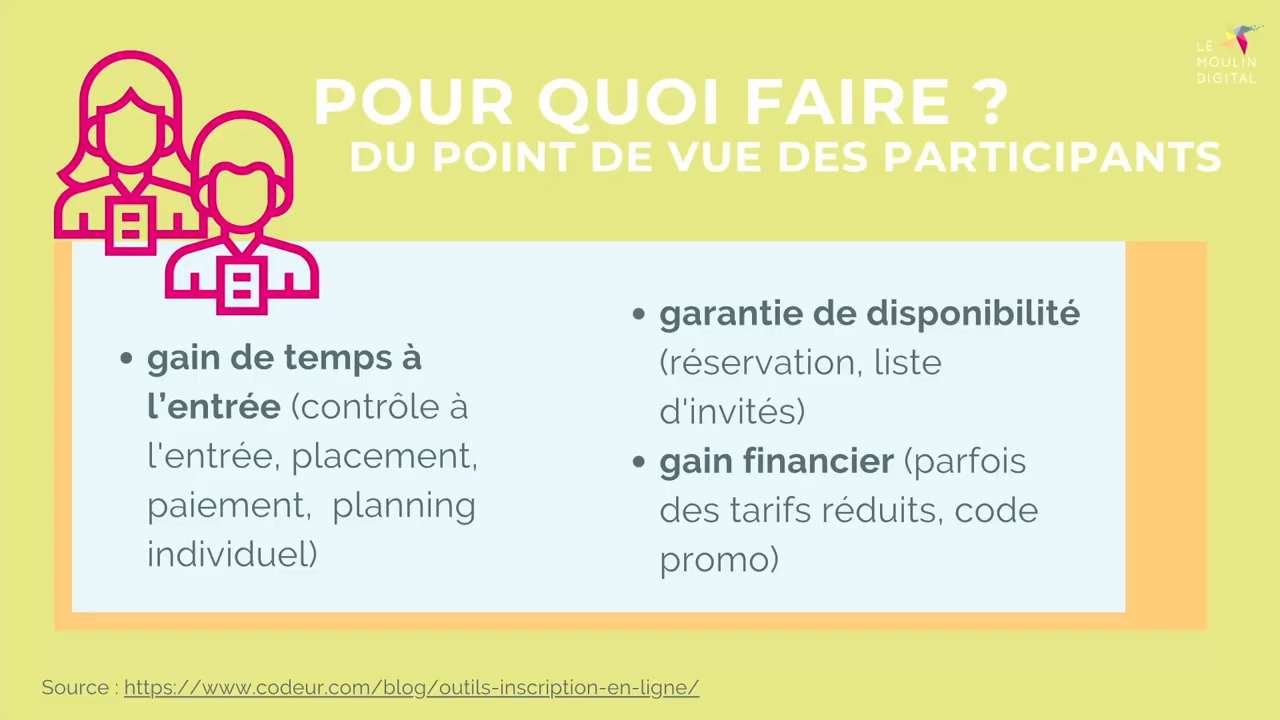 LE
MOULIN
DIGITAL
POUR QUOI FAIRE ?
DU POINT DE VUE DES PARTICIPANTS
• gain de temps à
l’entrée (contrôle à
l'entrée, placement,
paiement, planning
individuel)
• garantie de disponibilité
(réservation, liste
d'invités)
• gain financier (parfois
des tarifs réduits, code
promo)
Source : https://www.codeur.com/blog/outils-inscription-en-ligne/